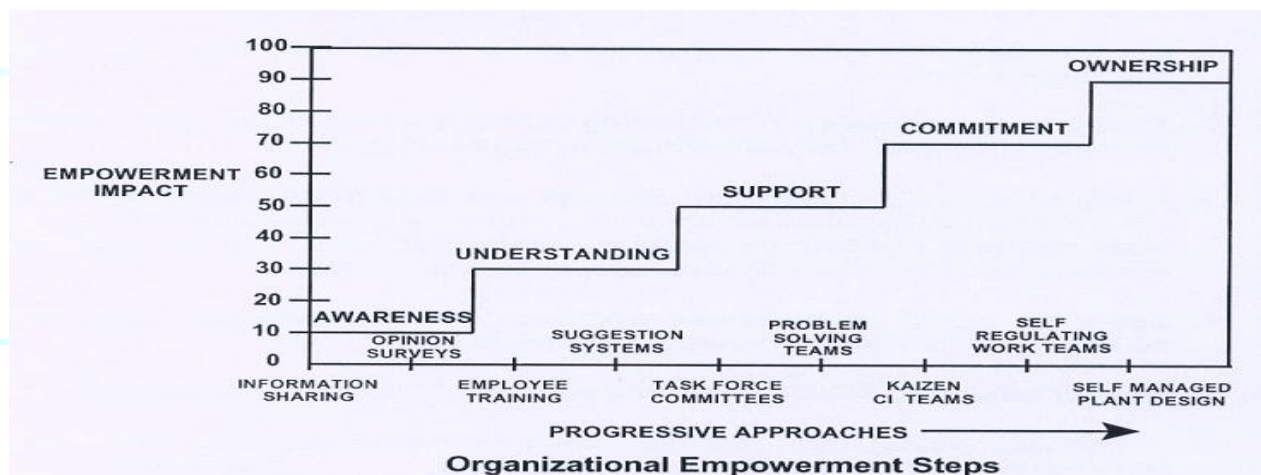 100
90
OWNERSHIP
80
COMMITMENT
70
EMPOWERMENT
IMPACT
60
SUPPORT
50
40
UNDERSTANDING
30
20
AWARENESS
10
0
OPINION
SURVEYS
SUGGESTION
SYSTEMS
PROBLEM
SOLVING
TEAMS
SELF
REGULATING
WORK TEAMS
INFORMATION
SHARING
EMPLOYEE
TRAINING
TASK FORCE
COMMITTEES
KAIZEN
CI TEAMS
SELF MANAGED
PLANT DESIGN
PROGRESSIVE APPROACHES
Organizational Empowerment Steps